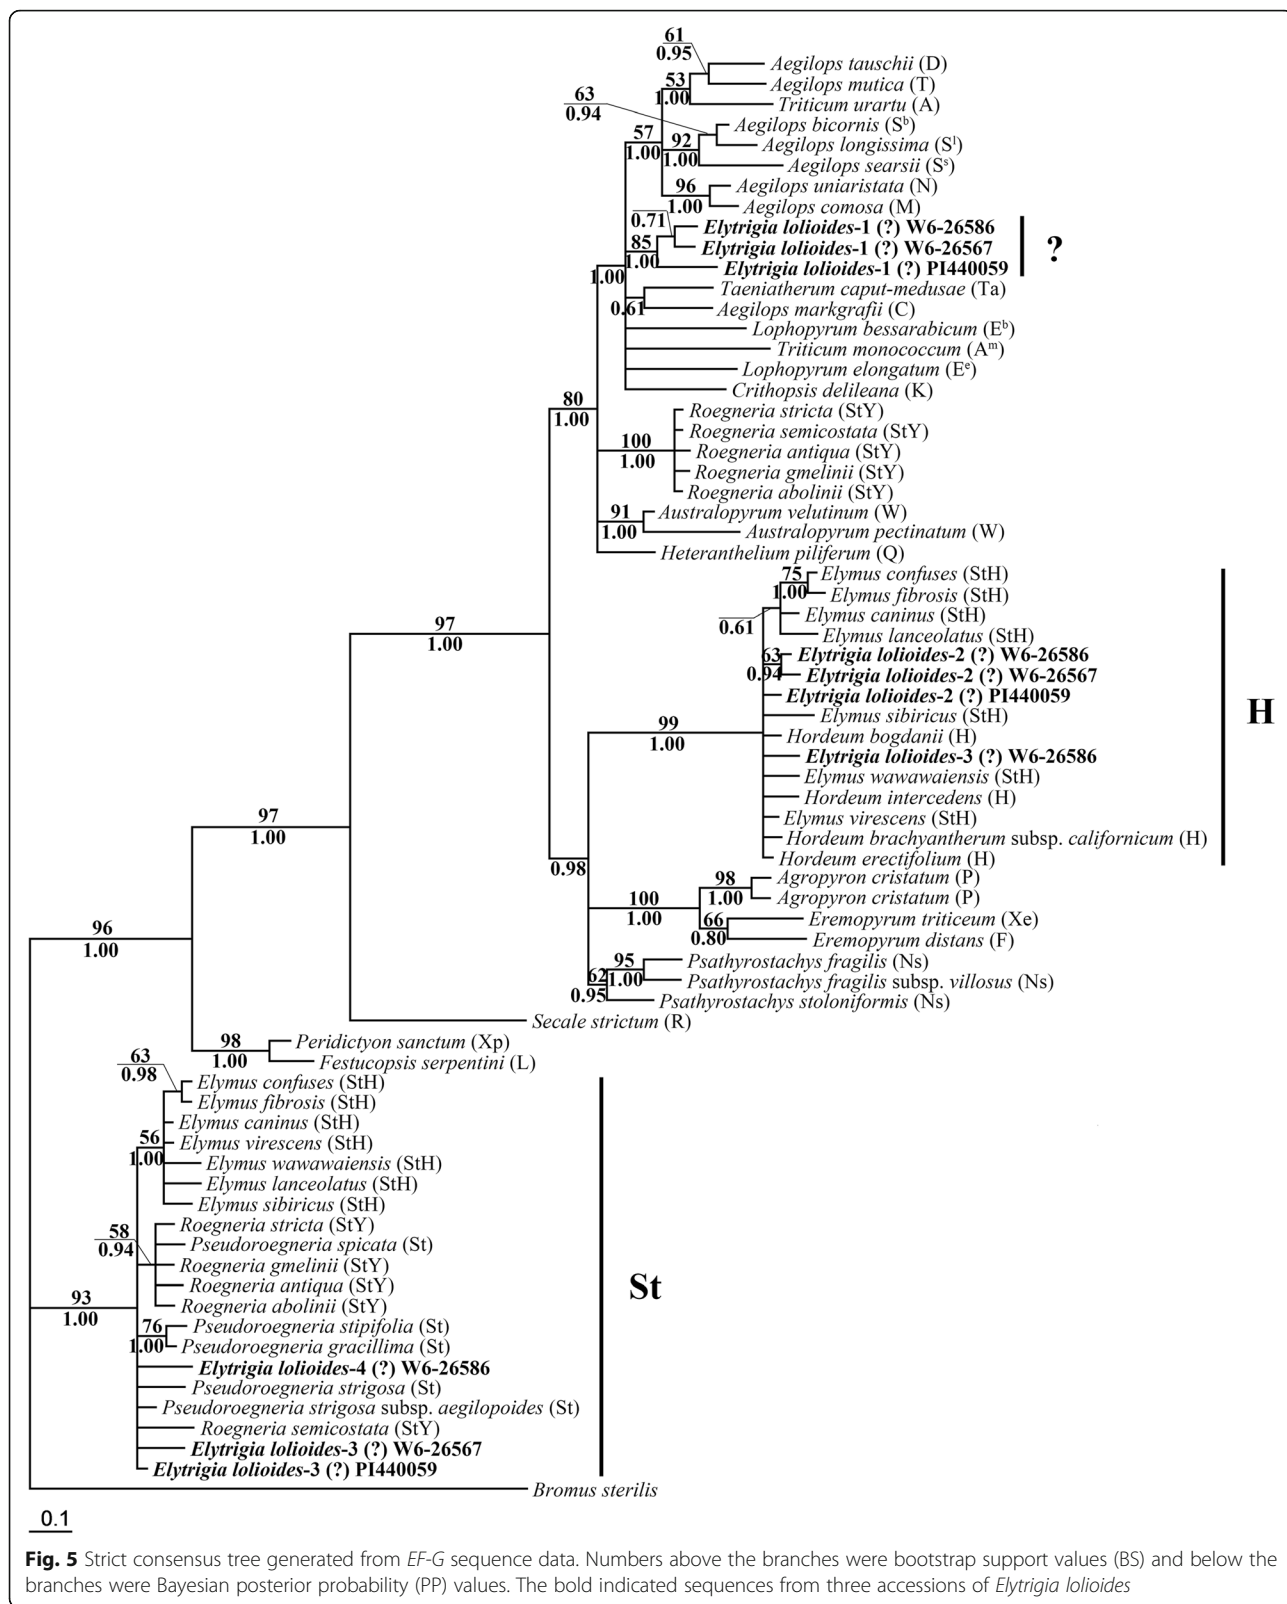 61
0.95
Aegilops tauschii (D)
53
1.00
Aegilops mutica (T)
Triticum urartu (A)
63
0.94
Aegilops bicornis (Sb)
57
1.00
92
1.00
Aegilops longissima (Sl)
Aegilops searsii (Ss)
96
1.00
Aegilops uniaristata (N)
Aegilops comosa (M)
0.71
Elytrigia lolioides-1 (?) W6-26586
85
1.00
Elytrigia lolioides-1 (?) W6-26567
?
Elytrigia lolioides-1 (?) PI440059
1.00
Taeniatherum caput-medusae (Ta)
0.61
Aegilops markgrafii (C)
Lophopyrum bessarabicum (Eb)
Triticum monococcum (Am)
Lophopyrum elongatum (Ee)
Crithopsis delileana (K)
80
1.00
Roegneria stricta (StY)
Roegneria semicostata (StY)
100
1.00
Roegneria antiqua (StY)
Roegneria gmelinii (StY)
Roegneria abolinii (StY)
91
1.00
Australopyrum velutinum (W)
Australopyrum pectinatum (W)
Heteranthelium piliferum (Q)
75
1.00
Elymus confuses (StH)
Elymus fibrosis (StH)
0.61
Elymus caninus (StH)
Elymus lanceolatus (StH)
97
1.00
63
0.94
Elytrigia lolioides-2 (?) W6-26586
Elytrigia lolioides-2 (?) W6-26567
Elytrigia lolioides-2 (?) PI440059
H
Elymus sibiricus (StH)
99
1.00
Hordeum bogdanii (H)
Elytrigia lolioides-3 (?) W6-26586
Elymus wawawaiensis (StH)
Hordeum intercedens (H)
Elymus virescens (StH)
97
1.00
Hordeum brachyantherum subsp. californicum (H)
Hordeum erectifolium (H)
0.98
98
1.00
Agropyron cristatum (P)
Agropyron cristatum (P)
100
1.00
66
0.80
Eremopyrum triticeum (Xe)
Eremopyrum distans (F)
96
1.00
62
0.95
95
1.00
Psathyrostachys fragilis (Ns)
Psathyrostachys fragilis subsp. villosus (Ns)
Psathyrostachys stoloniformis (Ns)
Secale strictum (R)
98
1.00
Peridictyon sanctum (Xp)
Festucopsis serpentini (L)
63
0.98
Elymus confuses (StH)
Elymus fibrosis (StH)
Elymus caninus (StH)
56
1.00
Elymus virescens (StH)
Elymus wawawaiensis (StH)
Elymus lanceolatus (StH)
Elymus sibiricus (StH)
58
0.94
Roegneria stricta (StY)
Pseudoroegneria spicata (St)
Roegneria gmelinii (StY)
St
Roegneria antiqua (StY)
93
1.00
Roegneria abolinii (StY)
76
1.00
Pseudoroegneria stipifolia (St)
Pseudoroegneria gracillima (St)
Elytrigia lolioides-4 (?) W6-26586
Pseudoroegneria strigosa (St)
Pseudoroegneria strigosa subsp. aegilopoides (St)
Roegneria semicostata (StY)
Elytrigia lolioides-3 (?) W6-26567
Elytrigia lolioides-3 (?) PI440059
Bromus sterilis
0.1
Fig. 5 Strict consensus tree generated from EF-G sequence data. Numbers above the branches were bootstrap support values (BS) and below the
branches were Bayesian posterior probability (PP) values. The bold indicated sequences from three accessions of Elytrigia lolioides